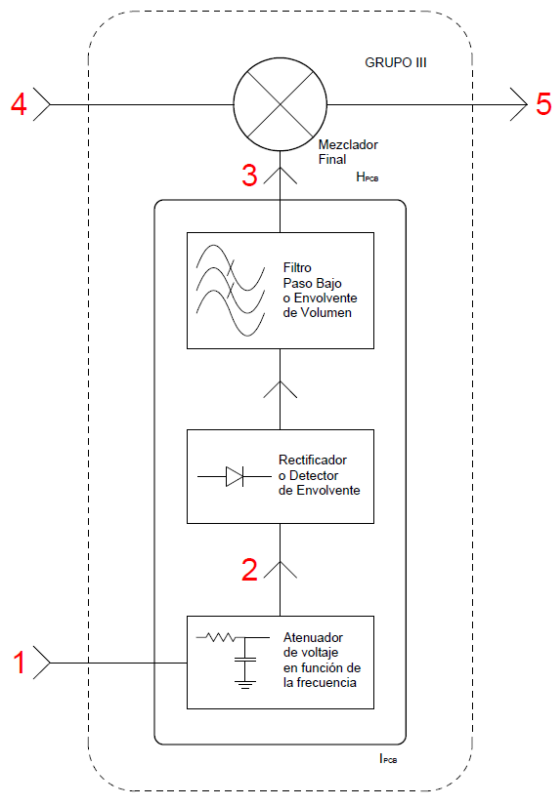 GRUPO III
4
5
Mezclador
Final
3
HPCB
Filtro
Paso Bajo
o Envolvente
de Volumen
Rectificador
o Detector
de Envolvente
2
Atenuador
de voltaje
en función de
la frecuencia
1
IPCB